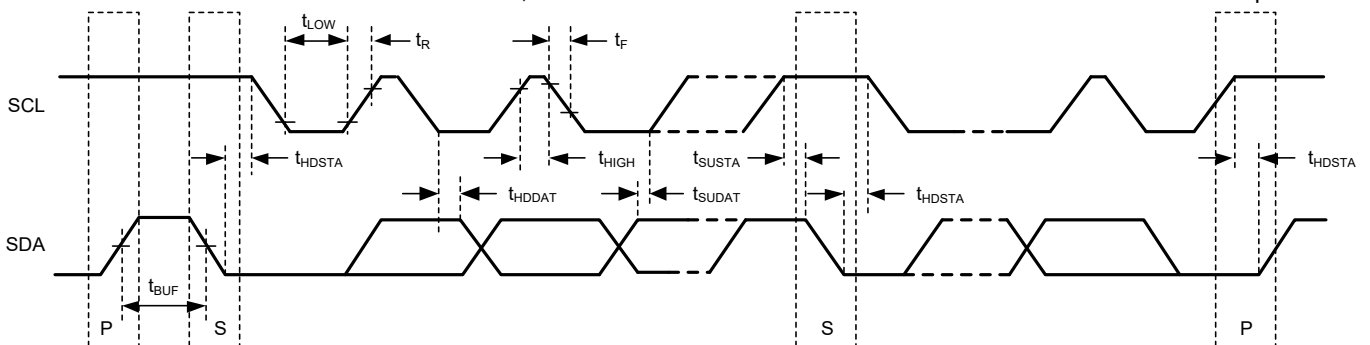 tLOW
tR
tF
SCL
tHDSTA
tHIGH
tSUSTA
tHDSTA
tHDDAT
tSUDAT
tHDSTA
SDA
tBUF
P
S
S
P